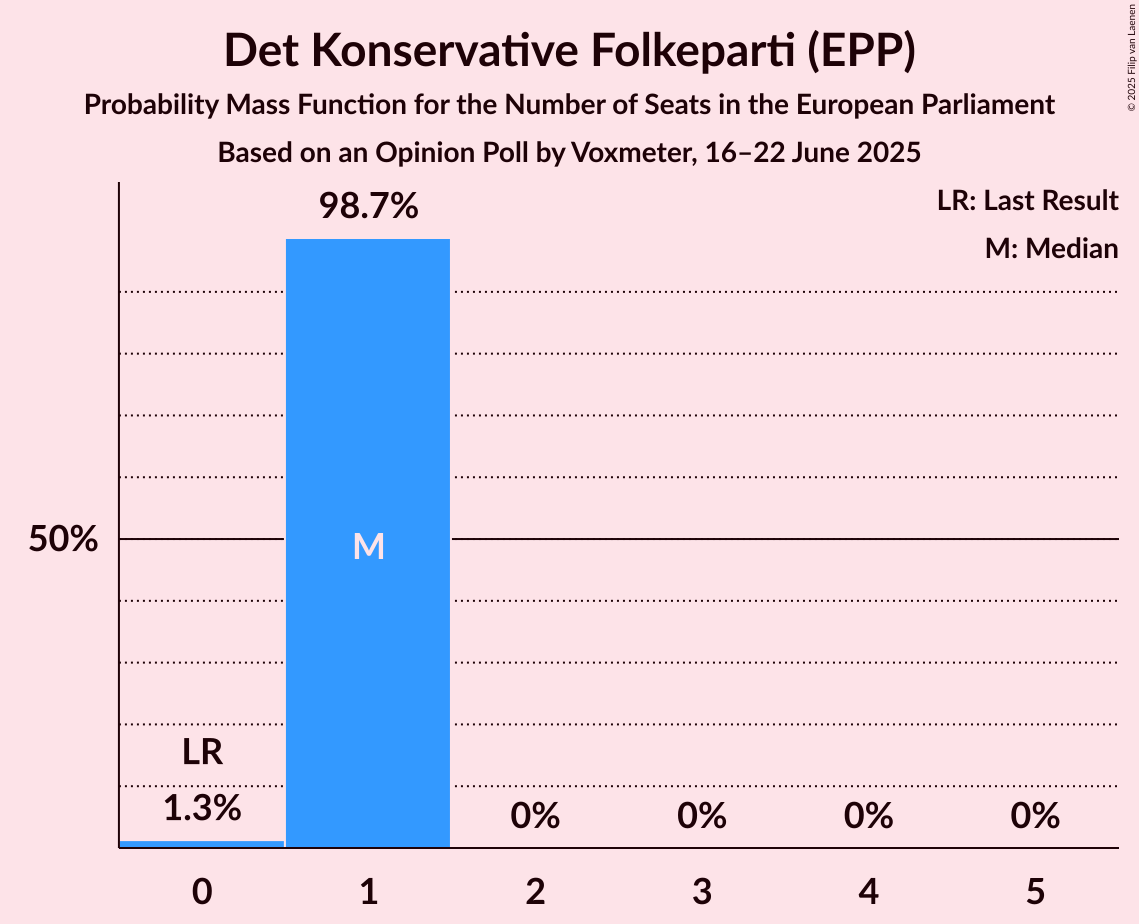 Det Konservative Folkeparti (EPP)
Probability Mass Function for the Number of Seats in the European Parliament
Based on an Opinion Poll by Voxmeter, 16–22 June 2025
© 2025 Filip van Laenen
LR: Last Result
M: Median
98.7%
50%
M
LR
1.3%
0%
0%
0%
0%
0
1
2
3
4
5